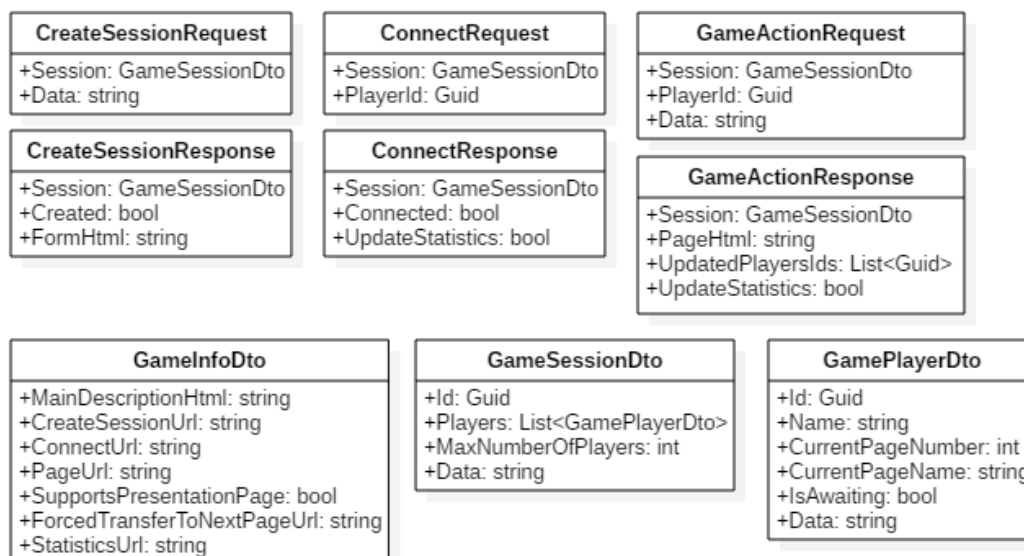 CreateSessionRequest
+Session: GameSessionDto
+Data: string
ConnectRequest
+Session: GameSessionDto
+PlayerId: Guid
GameActionRequest
+Session: GameSessionDto
+PlayerId: Guid
+Data: string
CreateSessionResponse
+Session: GameSessionDto
+Created: bool
+FormHtml: string
ConnectResponse
+Session: GameSessionDto
+Connected: bool
+UpdateStatistics: bool
GameActionResponse
+Session: GameSessionDto
+PageHtml: string
+UpdatedPlayersIds: List<Guid>
+UpdateStatistics: bool
GameInfoDto
+MainDescriptionHtml: string
+CreateSessionUrl: string
+ConnectUrl: string
+PageUrl: string
+SupportsPresentationPage: bool
+ForcedTransferToNextPageUrl: string
+StatisticsUrl: string
GameSessionDto
+Id: Guid
+Players: List<GamePlayerDto>
+MaxNumberOfPlayers: int
+Data: string
GamePlayerDto
+Id: Guid
+Name: string
+CurrentPageNumber: int
+CurrentPageName: string
+IsAwaiting: bool
+Data: string